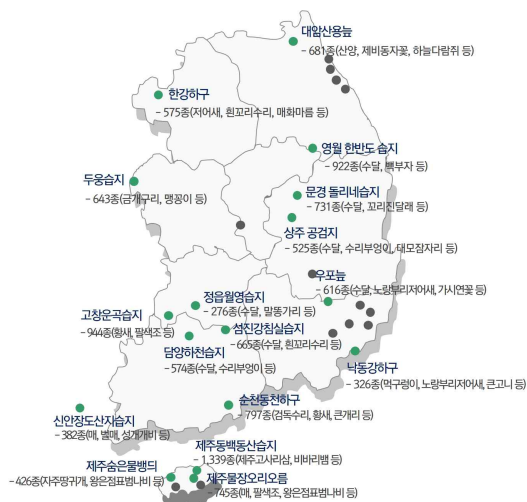 대암산용늪
- 681종(산양, 제비동자꽃, 하늘다람쥐 등)
한강하구
- 575종(저어새, 흰꼬리수리, 매화마름 등)
영월 한반도 습지
- 922종(수달, 백부자 등)
두웅습지
- 643종(금개구리, 맹꽁이 등)
문경 돌리네습지
- 731종(수달, 꼬리진달래 등)
상주 공검지
- 525종(수달, 수리부엉이, 대모잠자리 등)
우포늪
- 616종(수달, 노랑부리저어새, 가시연꽃 등)
정읍월영습지
- 276종(수달, 말똥가리 등)
고창운곡습지
- 944종(황새, 팔색조 등)
섬진강침실습지
- 665종(수달, 흰꼬리수리 등)
담양하천습지
- 574종(수달, 수리부엉이 등)
낙동강하구
- 326종(먹구렁이, 노랑부리저어새, 큰고니 등)
순천동천하구
- 797종(검독수리, 황새, 큰개리 등)
신안장도산지습지
- 382종(매, 벌매, 섬개개비 등)
제주동백동산습지
- 1,339종(제주고사리삼, 비바리뱀 등)
제주숨은물뱅듸
- 426종(자주땅귀개, 왕은점표범나비 등)
제주물장오리오름
- 745종(매, 팔색조, 왕은점표범나비 등)